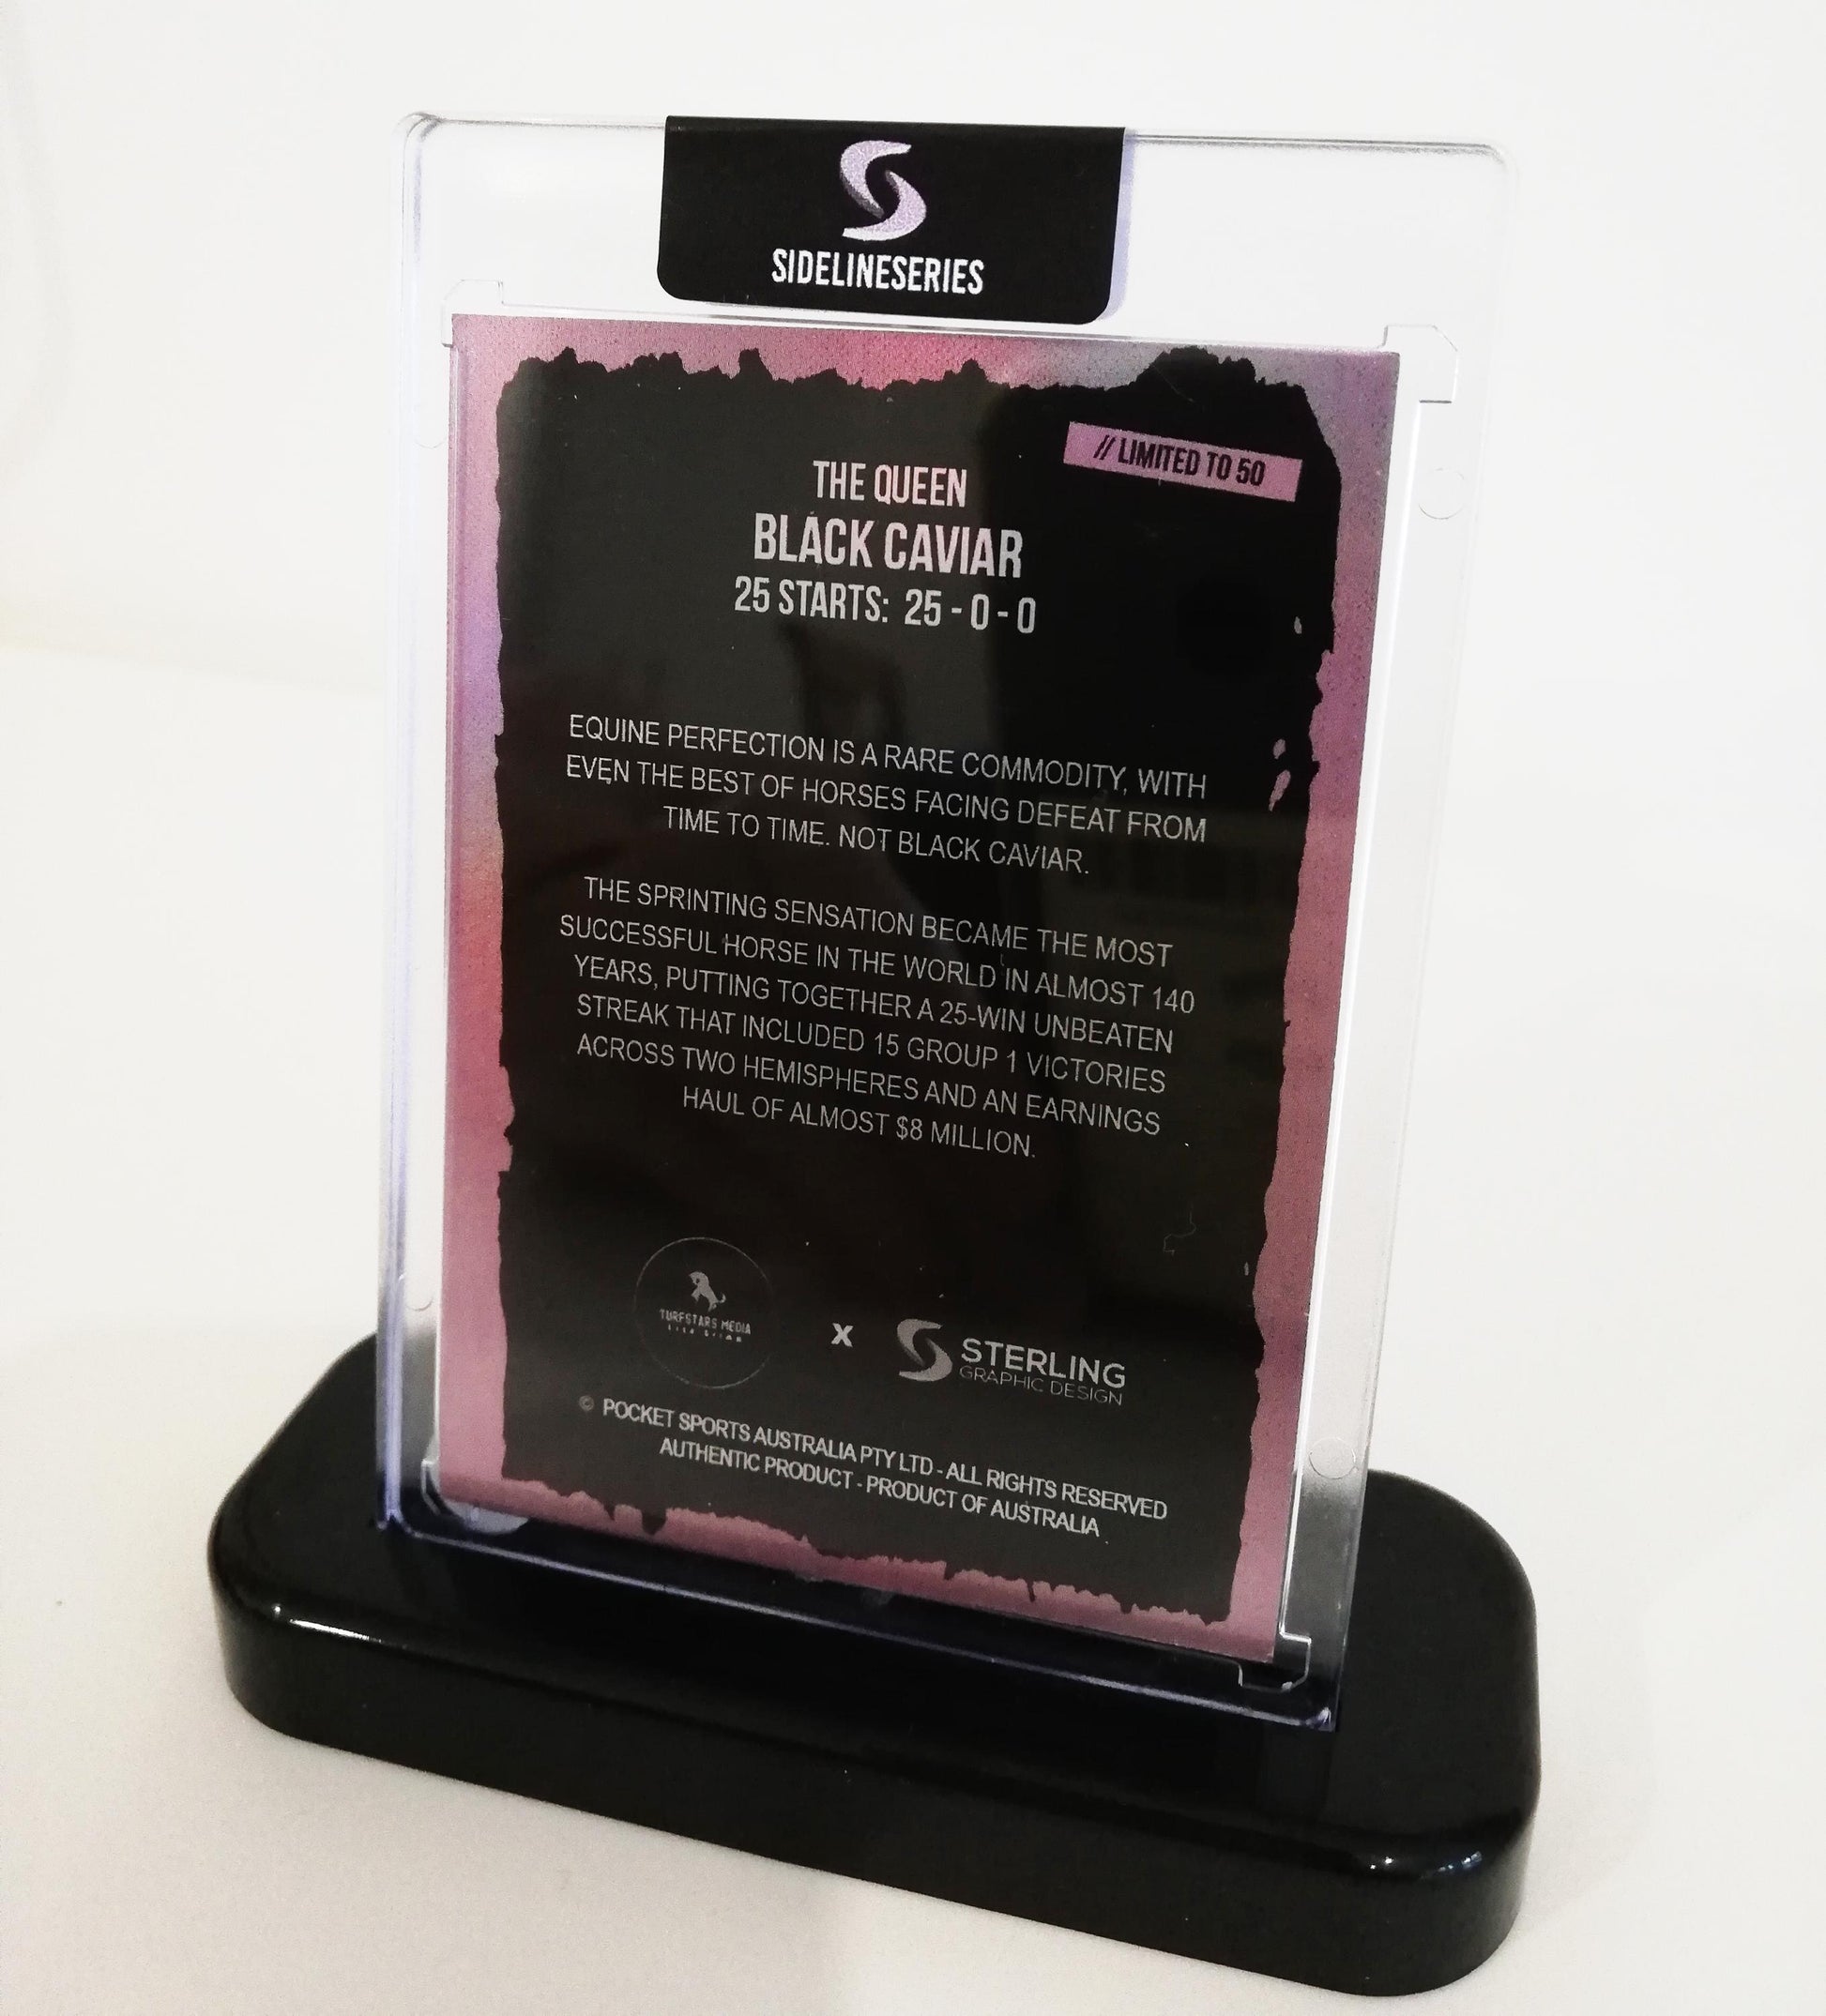 SIDELINESERIES
// LIMITED TO 50
THE QUEEN
BLACK CAVIAR
25 STARTS: 25 - 0 - 0
EQUINE PERFECTION IS A RARE COMMODITY, WITH
EVEN THE BEST OF HORSES FACING DEFEAT FROM
TIME TO TIME. NOT BLACK CAVIAR.
THE SPRINTING SENSATION BECAME THE MOST
SUCCESSFUL HORSE IN THE WORLD IN ALMOST 140
YEARS, PUTTING TOGETHER A 25-WIN UNBEATEN
STREAK THAT INCLUDED 15 GROUP 1 VICTORIES
ACROSS TWO HEMISPHERES AND AN EARNINGS
HAUL OF ALMOST $8 MILLION.
TURFSTARS MEDIA
X
STERLING
GRAPHIC DESIGN
© POCKET SPORTS AUSTRALIA PTY LTD - ALL RIGHTS RESERVED
AUTHENTIC PRODUCT - PRODUCT OF AUSTRALIA